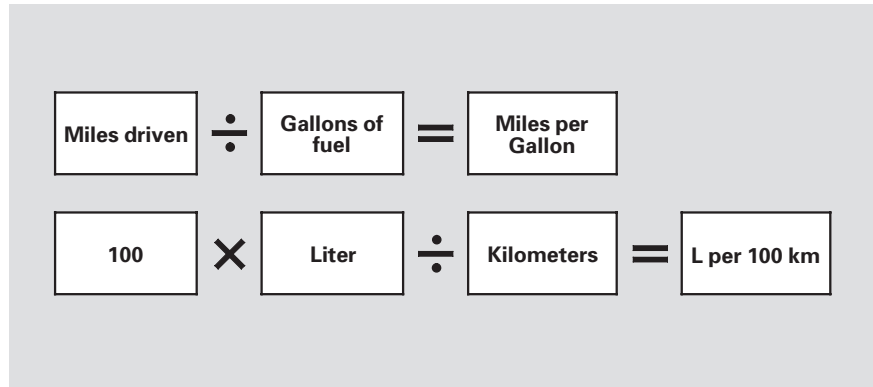 Miles driven ÷ Gallons of fuel = Miles per Gallon
100 × Liter ÷ Kilometers = L per 100 km